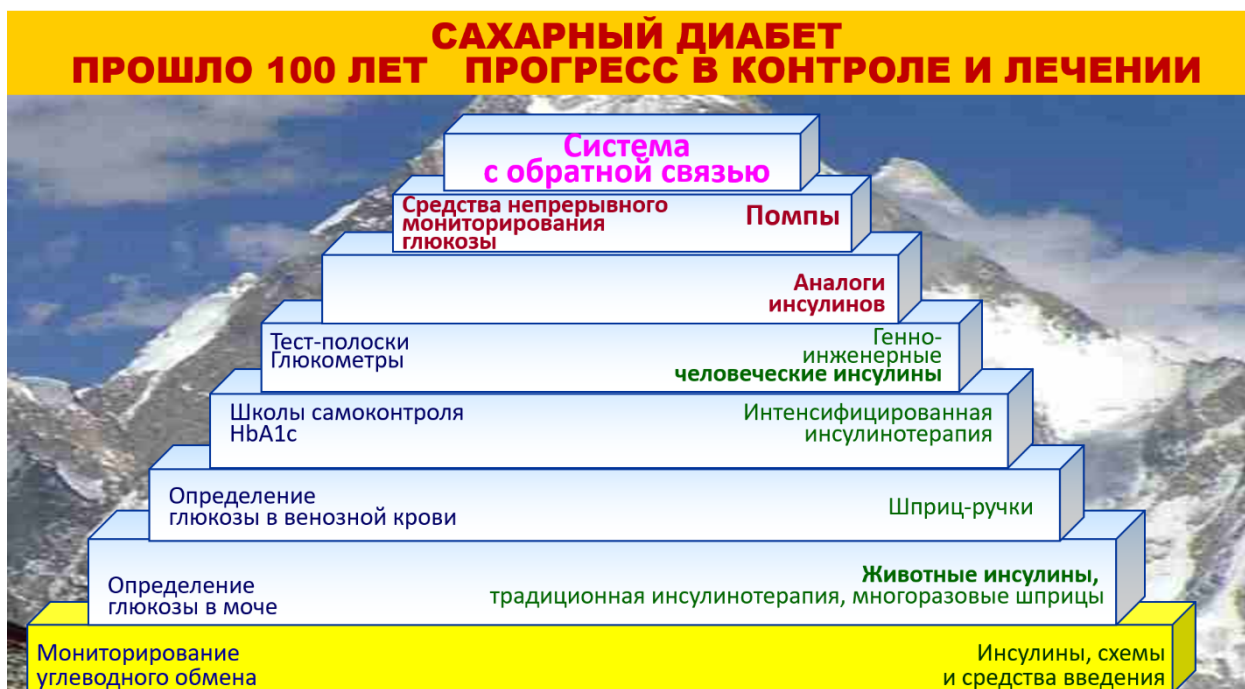 САХАРНЫЙ ДИАБЕТ
ПРОШЛО 100 ЛЕТ ПРОГРЕСС В КОНТРОЛЕ И ЛЕЧЕНИИ
Система
с обратной связью
Средства непрерывного
мониторирования
глюкозы
Помпы
Аналоги
инсулинов
Тест-полоски
Глюкометры
Генно-
инженерные
человеческие инсулины
Школы самоконтроля
HbA1c
Интенсифицированная
инсулинотерапия
Определение
глюкозы в венозной крови
Шприц-ручки
Определение
глюкозы в моче
Животные инсулины,
традиционная инсулинотерапия, многоразовые шприцы
Мониторирование
углеводного обмена
Инсулины, схемы
и средства введения